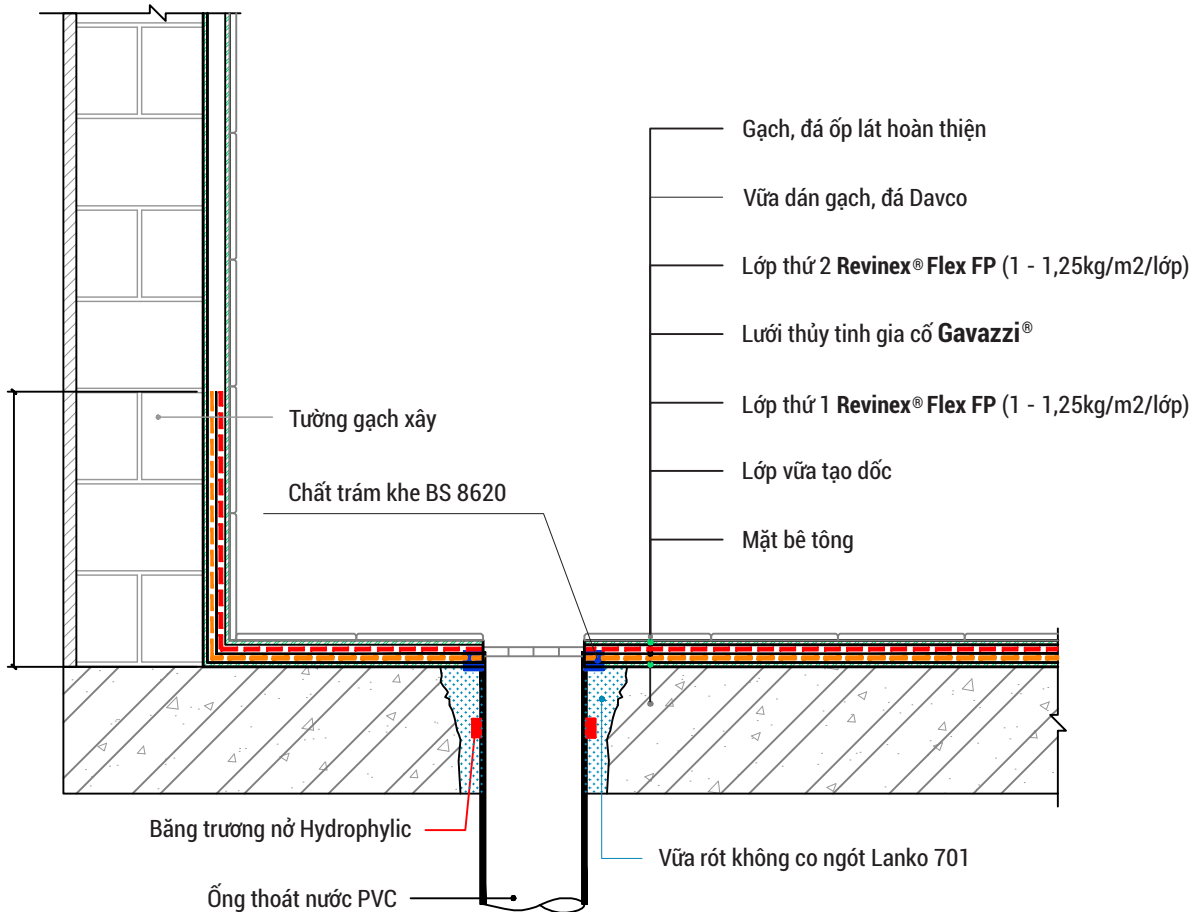 Gạch, đá ốp lát hoàn thiện
Vữa dán gạch, đá Davco
Lớp thứ 2 Revinex® Flex FP (1 - 1,25kg/m2/lớp)
Lưới thủy tinh gia cố Gavazzi®
Lớp thứ 1 Revinex® Flex FP (1 - 1,25kg/m2/lớp)
Tường gạch xây
Lớp vữa tạo dốc
Chất trám khe BS 8620
Mặt bê tông
Băng trương nở Hydrophylic
Vữa rót không co ngót Lanko 701
Ống thoát nước PVC